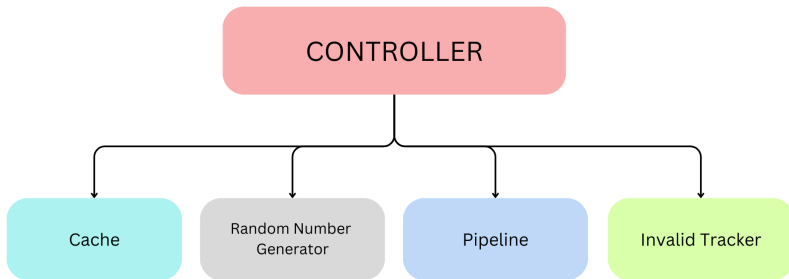 CONTROLLER
Cache
Random Number
Generator
Pipeline
Invalid Tracker